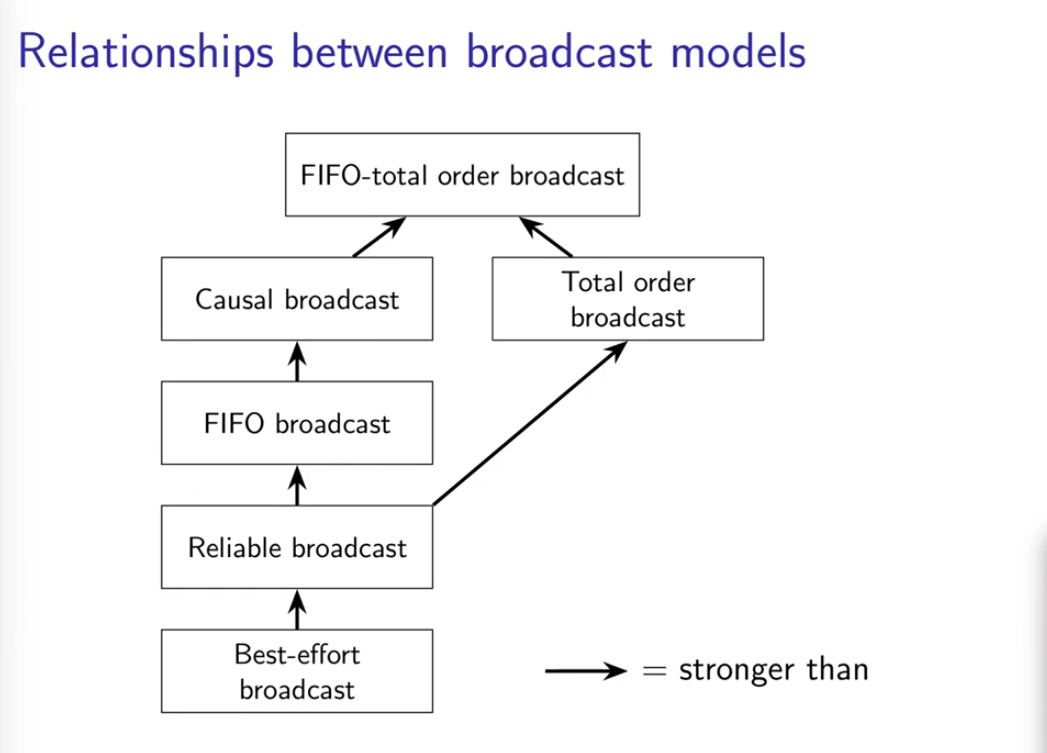 Relationships between broadcast models
FIFO-total order broadcast
Causal broadcast
Total order
broadcast
FIFO broadcast
Reliable broadcast
Best-effort
broadcast
= stronger than